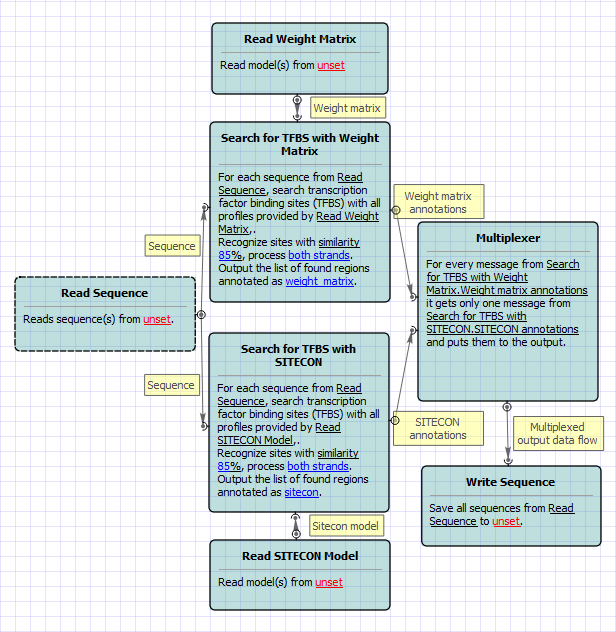 Read Weight Matrix
Read model(s) from unset
Weight matrix
Search for TFBS with Weight
Matrix
For each sequence from Read
Sequence, search transcription
factor binding sites (TFBS) with all
profiles provided by Read Weight
Matrix,.
Recognize sites with similarity
85%, process both strands.
Output the list of found regions
annotated as weight_matrix.
Weight matrix
annotations
Sequence
Multiplexer
For every message from Search
for TFBS with Weight
Matrix.Weight matrix annotations
it gets only one message from
Search for TFBS with
SITECON.SITECON annotations
and puts them to the output.
Read Sequence
Reads sequence(s) from unset.
Sequence
Search for TFBS with
SITECON
For each sequence from Read
Sequence, search transcription
factor binding sites (TFBS) with all
profiles provided by Read
SITECON Model,.
Recognize sites with similarity
85%, process both strands.
Output the list of found regions
annotated as sitecon.
SITECON
annotations
Multiplexed
output data flow
Write Sequence
Save all sequences from Read
Sequence to unset.
Sitecon model
Read SITECON Model
Read model(s) from unset